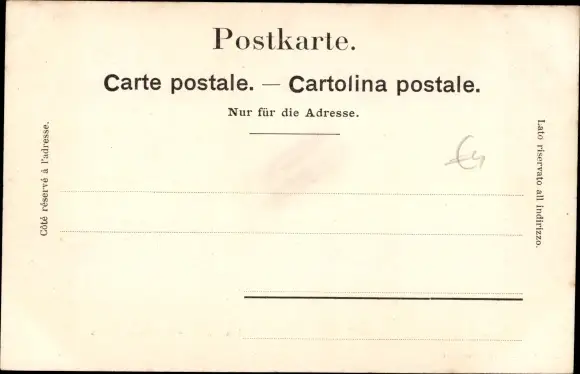 Postkarte.
Carte postale. — Cartolina postale.
Nur für die Adresse.
Côté réservé à l'adresse.
Lato riservato all indirizzo.